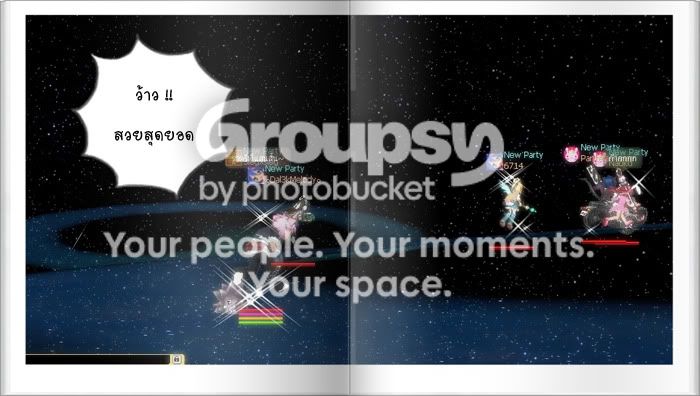 ว้าว !!
สวยสุดยอด
Groupsy
by photobucket
Your people. Your moments.
Your space.
New Party
New Party
6714
New Party